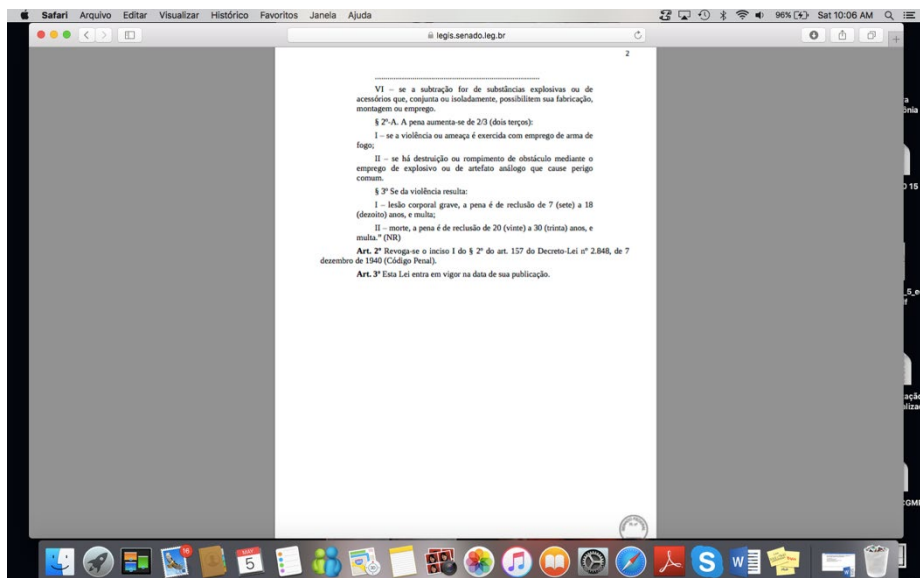 Safari Arquivo Editar Visualizar Histórico Favoritos Janela Ajuda 96% Sat 10:06 AM
legis.senado.leg.br
2
VI – se a subtração for de substâncias explosivas ou de
acessórios que, conjunta ou isoladamente, possibilitem sua fabricação,
montagem ou emprego.
§ 2º-A. A pena aumenta-se de 2/3 (dois terços):
I – se a violência ou ameaça é exercida com emprego de arma de
fogo;
II – se há destruição ou rompimento de obstáculo mediante o
emprego de explosivo ou de artefato análogo que cause perigo
comum.
§ 3º Se da violência resulta:
I – lesão corporal grave, a pena é de reclusão de 7 (sete) a 18
(dezoito) anos, e multa;
II – morte, a pena é de reclusão de 20 (vinte) a 30 (trinta) anos, e
multa.” (NR)
Art. 2º Revoga-se o inciso I do § 2º do art. 157 do Decreto-Lei nº 2.848, de 7
dezembro de 1940 (Código Penal).
Art. 3º Esta Lei entra em vigor na data de sua publicação.
16
MAY
5